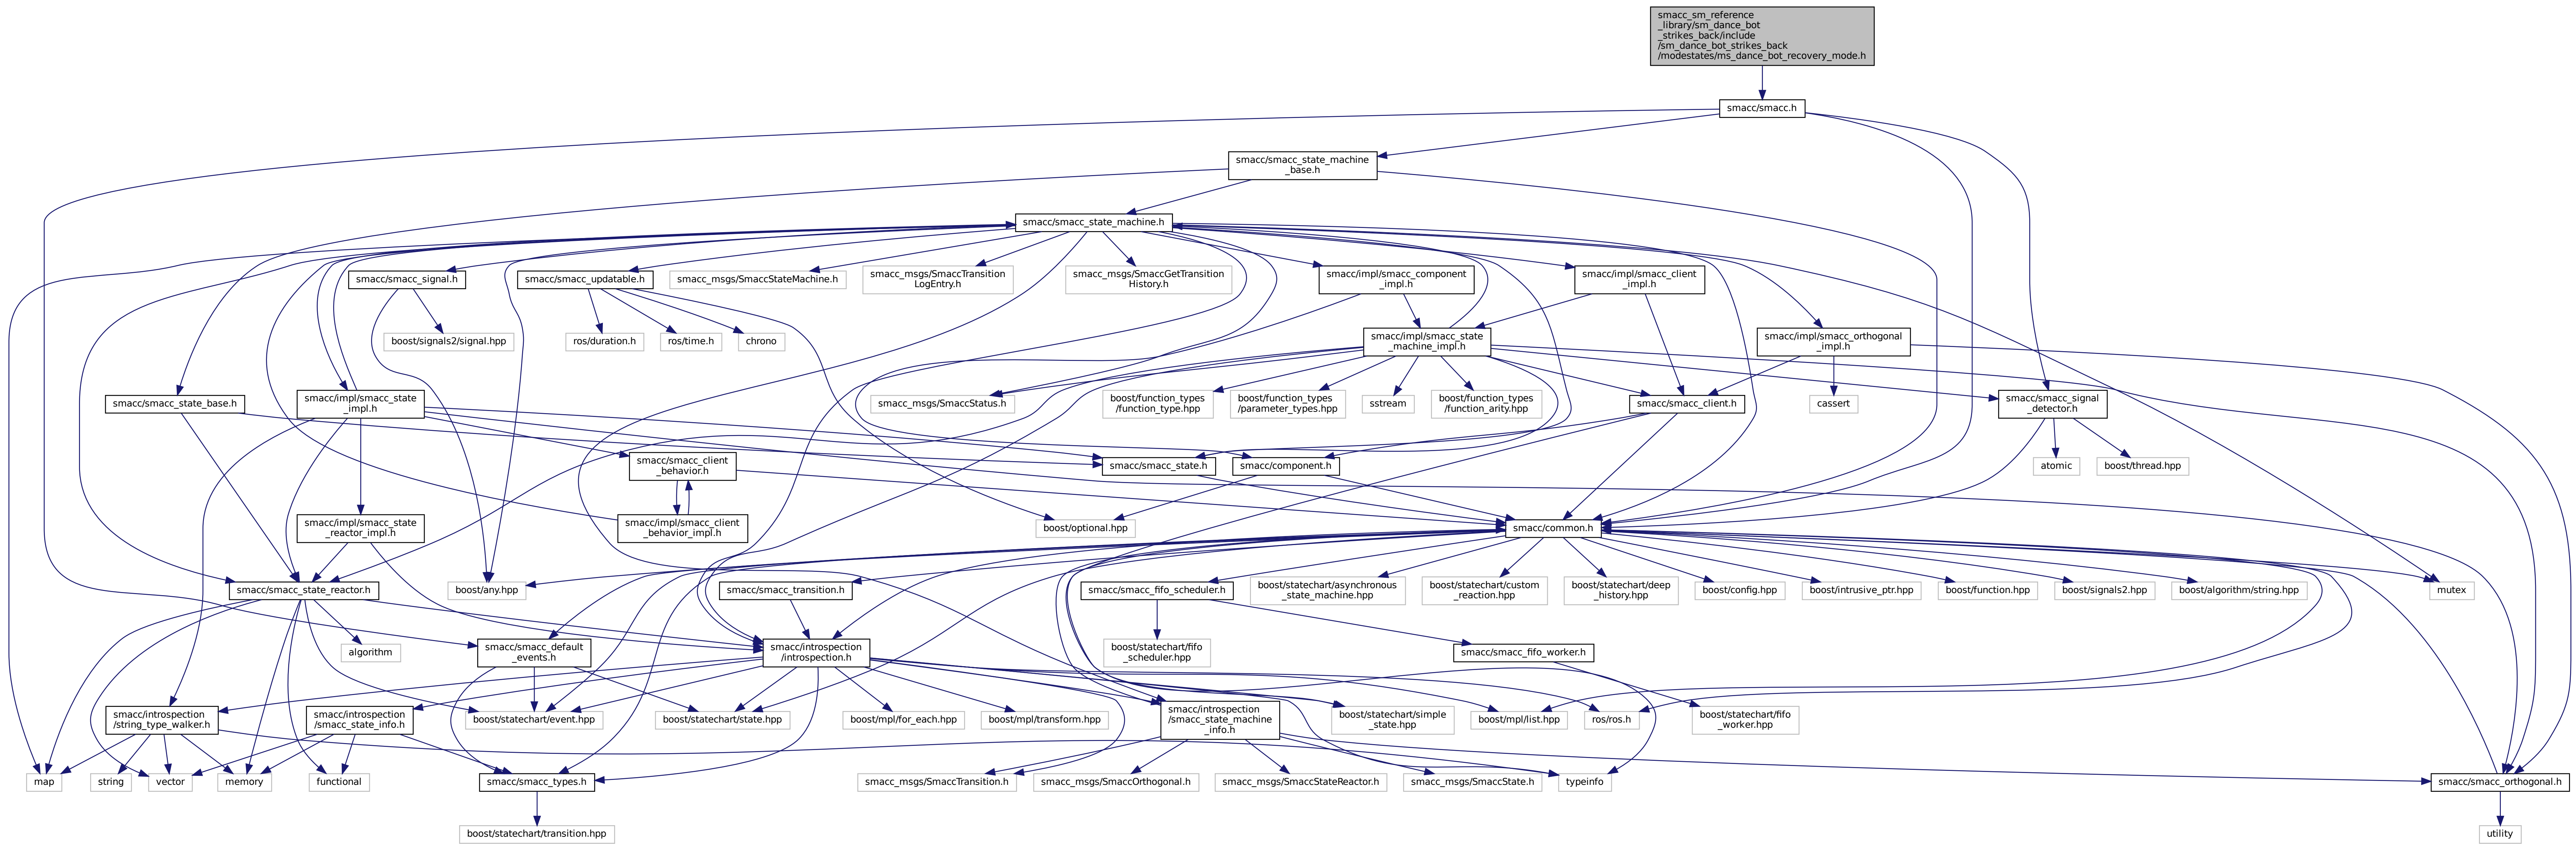 smacc_sm_reference
_library/sm_dance_bot
_strikes_back/include
/sm_dance_bot_strikes_back
/modestates/ms_dance_bot_recovery_mode.h
smacc/smacc.h
smacc/smacc_state_machine
_base.h
smacc/smacc_state_machine.h
smacc/smacc_signal.h
smacc/smacc_updatable.h
smacc_msgs/SmaccStateMachine.h
smacc_msgs/SmaccTransition
LogEntry.h
smacc_msgs/SmaccGetTransition
History.h
smacc/impl/smacc_component
_impl.h
smacc/impl/smacc_client
_impl.h
boost/signals2/signal.hpp
ros/duration.h
ros/time.h
chrono
smacc/impl/smacc_state
_machine_impl.h
smacc/impl/smacc_orthogonal
_impl.h
smacc/smacc_state_base.h
smacc/impl/smacc_state
_impl.h
smacc_msgs/SmaccStatus.h
boost/function_types
/function_type.hpp
boost/function_types
/parameter_types.hpp
sstream
boost/function_types
/function_arity.hpp
smacc/smacc_client.h
cassert
smacc/smacc_signal
_detector.h
smacc/smacc_client
_behavior.h
smacc/smacc_state.h
smacc/component.h
atomic
boost/thread.hpp
smacc/impl/smacc_state
_reactor_impl.h
smacc/impl/smacc_client
_behavior_impl.h
boost/optional.hpp
smacc/common.h
smacc/smacc_state_reactor.h
boost/any.hpp
smacc/smacc_transition.h
smacc/smacc_fifo_scheduler.h
boost/statechart/asynchronous
_state_machine.hpp
boost/statechart/custom
_reaction.hpp
boost/statechart/deep
_history.hpp
boost/config.hpp
boost/intrusive_ptr.hpp
boost/function.hpp
boost/signals2.hpp
boost/algorithm/string.hpp
mutex
algorithm
smacc/smacc_default
_events.h
smacc/introspection
/introspection.h
boost/statechart/fifo
_scheduler.hpp
smacc/smacc_fifo_worker.h
smacc/introspection
/string_type_walker.h
smacc/introspection
/smacc_state_info.h
boost/statechart/event.hpp
boost/statechart/state.hpp
boost/mpl/for_each.hpp
boost/mpl/transform.hpp
smacc/introspection
/smacc_state_machine
_info.h
boost/statechart/simple
_state.hpp
boost/mpl/list.hpp
ros/ros.h
boost/statechart/fifo
_worker.hpp
map
string
vector
memory
functional
smacc/smacc_types.h
smacc_msgs/SmaccTransition.h
smacc_msgs/SmaccOrthogonal.h
smacc_msgs/SmaccStateReactor.h
smacc_msgs/SmaccState.h
typeinfo
smacc/smacc_orthogonal.h
boost/statechart/transition.hpp
utility